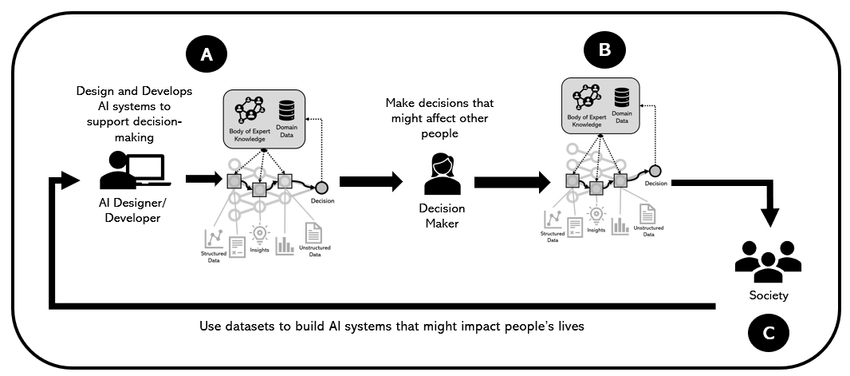 A
Design and Develops
AI systems to
support decision-
making
AI Designer/
Developer
Body of Expert
Knowledge
Domain
Data
Decision
Structured
Data
Insights
Unstructured
Data
Make decisions that
might affect other
people
Decision
Maker
B
Body of Expert
Knowledge
Domain
Data
Decision
Structured
Data
Insights
Unstructured
Data
Society
C
Use datasets to build AI systems that might impact people's lives